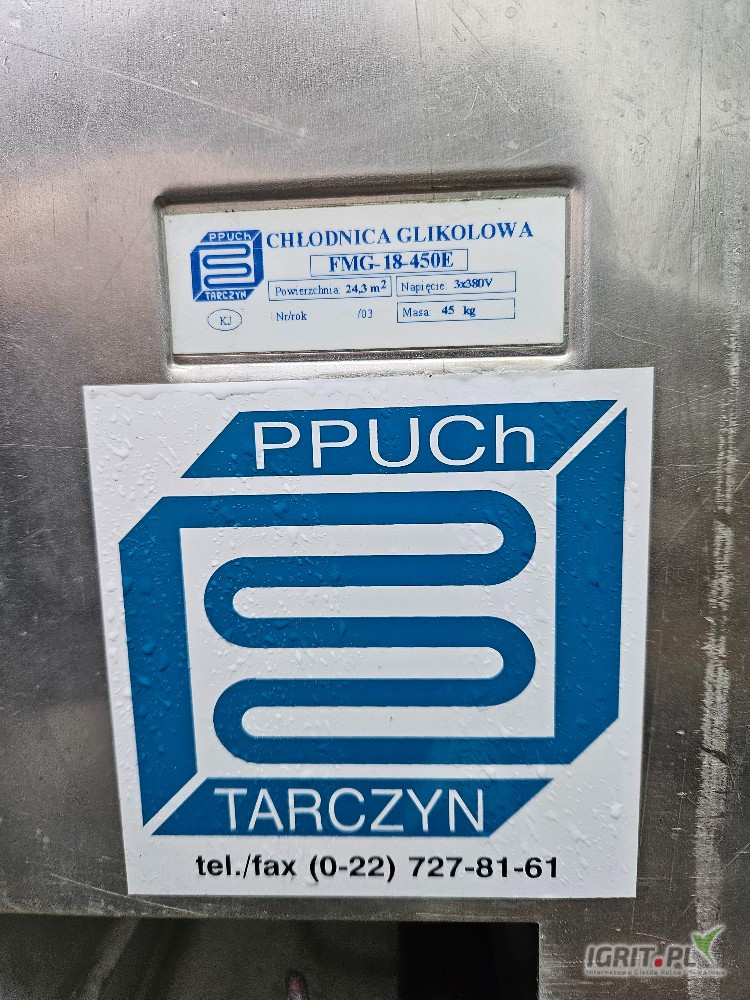 PPUCh
TARCZYN
CHŁODNICA GLIKOLOWA
FMG-18-450E
Powierzchnia: 24,3 m² Napięcie: 3x380V
KJ Nr/rok /03 Masa: 45 kg
PPUCh
TARCZYN
tel./fax (0-22) 727-81-61
IGRIT.PL